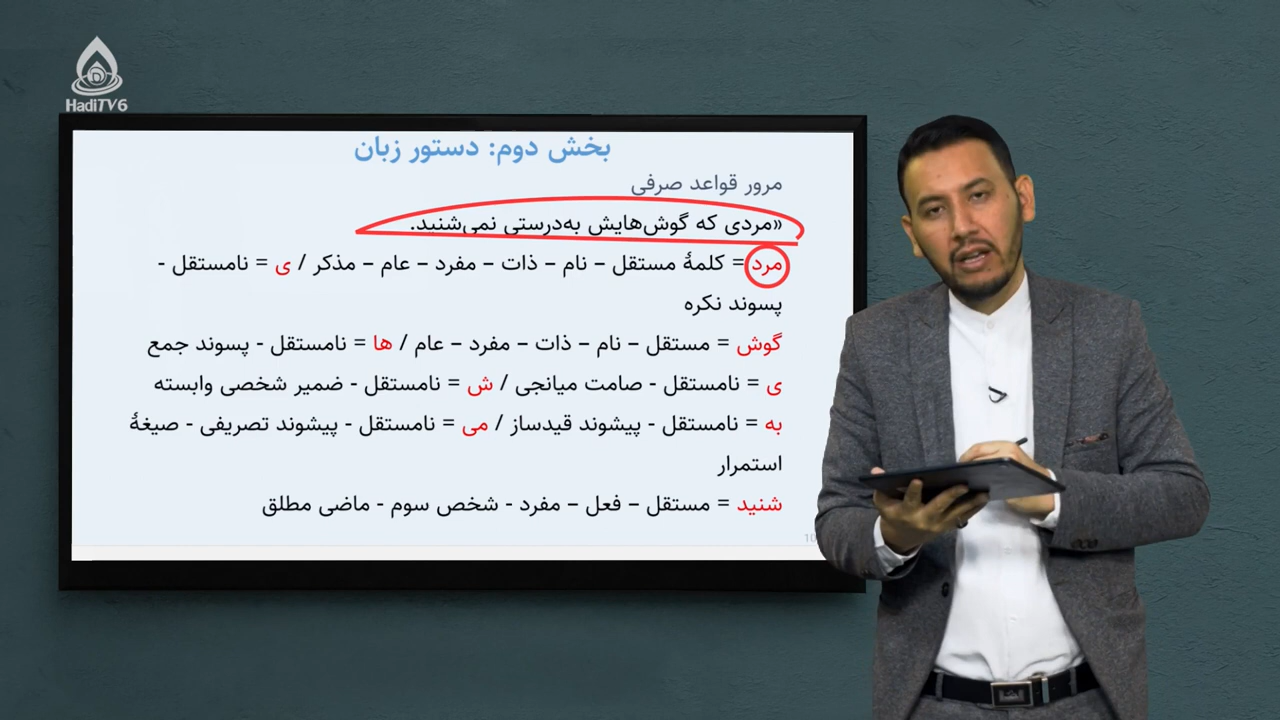 HadiTV6
بخش دوم: دستور زبان
مرور قواعد صرفی
«مردی که گوش‌هایش به‌درستی نمی‌شنید.
مرد = کلمهٔ مستقل – نام – ذات – مفرد – عام – مذکر / ی = نامستقل -
پسوند نکره
گوش = مستقل – نام – ذات – مفرد – عام / ها = نامستقل - پسوند جمع
ی = نامستقل - صامت میانجی / ش = نامستقل - ضمیر شخصی وابسته
به = نامستقل - پیشوند قیدساز / می = نامستقل - پیشوند تصریفی - صیغهٔ
استمرار
شنید = مستقل – فعل – مفرد - شخص سوم - ماضی مطلق